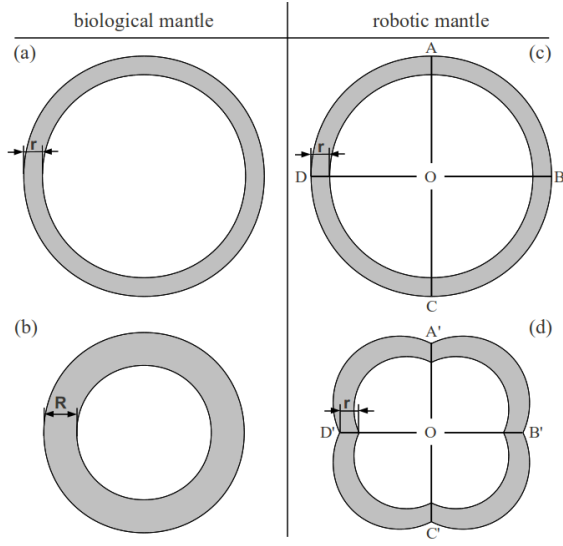 biological mantle
robotic mantle
(a)
r
A
(c)
r
D
O
B
C
(b)
R
A'
(d)
r
D'
O
B'
C'